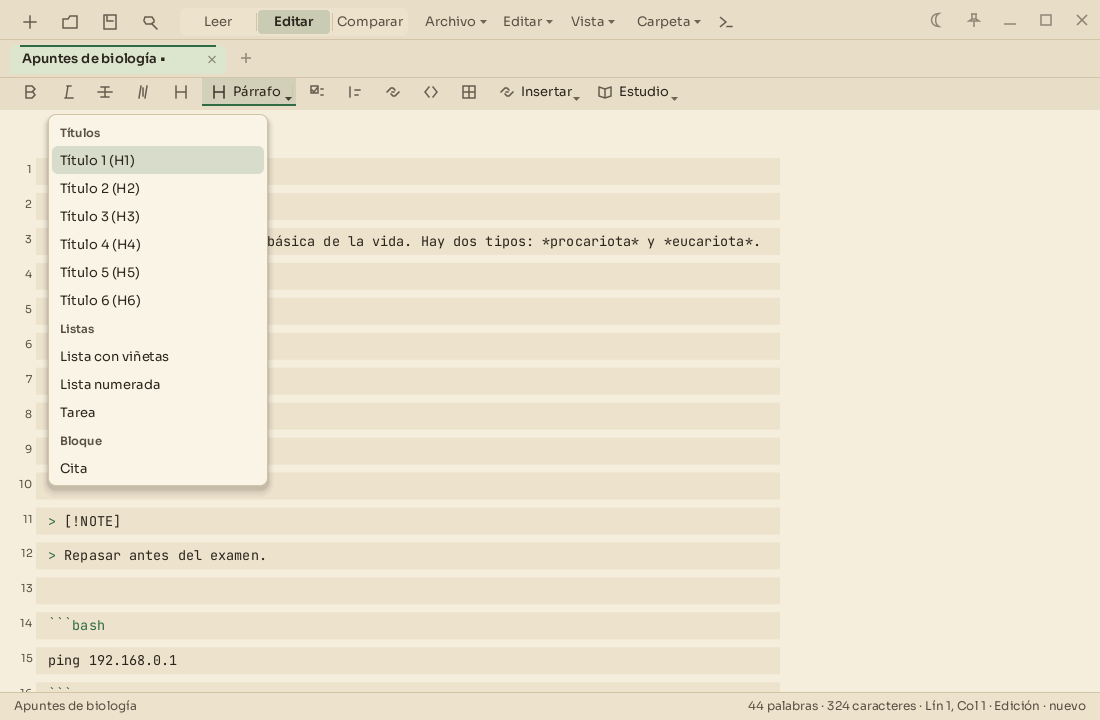 Leer Editar Comparar Archivo Editar Vista Carpeta
Apuntes de biología
Párrafo Insertar Estudio
Títulos
Título 1 (H1)
Título 2 (H2)
Título 3 (H3)
Título 4 (H4)
Título 5 (H5)
Título 6 (H6)
Listas
Lista con viñetas
Lista numerada
Tarea
Bloque
Cita
1
2
3 básica de la vida. Hay dos tipos: *procariota* y *eucariota*.
4
5
6
7
8
9
10
11 > [!NOTE]
12 > Repasar antes del examen.
13
14 ```bash
15 ping 192.168.0.1
16 ```
Apuntes de biología 44 palabras · 324 caracteres · Lín 1, Col 1 · Edición · nuevo